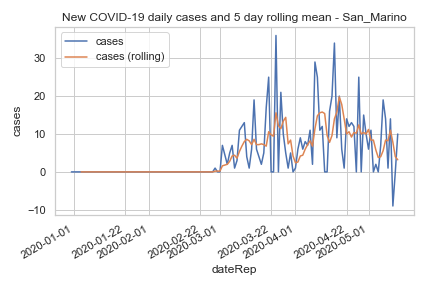 New COVID-19 daily cases and 5 day rolling mean - San_Marino
cases
cases (rolling)
30
20
10
0
−10
cases
2020-01-01
2020-01-22
2020-02-01
2020-02-22
2020-03-01
2020-03-22
2020-04-01
2020-04-22
2020-05-01
dateRep